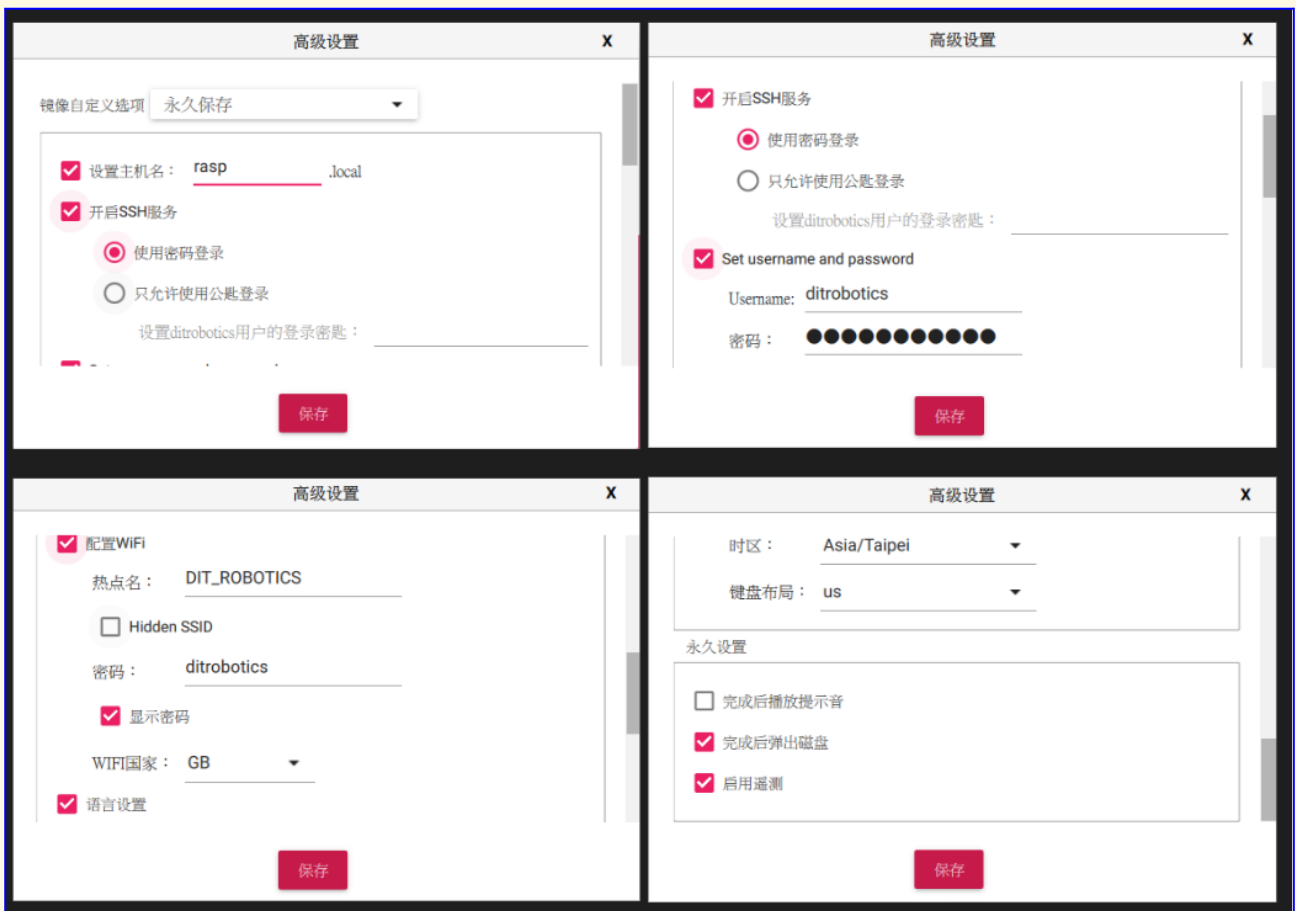 高级设置 X
镜像自定义选项 永久保存
设置主机名： rasp .local
开启SSH服务
使用密码登录
只允许使用公匙登录
设置ditrobotics用户的登录密匙：
保存
高级设置 X
开启SSH服务
使用密码登录
只允许使用公匙登录
设置ditrobotics用户的登录密匙：
Set username and password
Username: ditrobotics
密码： ●●●●●●●●●●●
保存
高级设置 X
配置WiFi
热点名： DIT_ROBOTICS
Hidden SSID
密码： ditrobotics
显示密码
WIFI国家： GB
语言设置
保存
高级设置 X
时区： Asia/Taipei
键盘布局： us
永久设置
完成后播放提示音
完成后弹出磁盘
启用遥测
保存